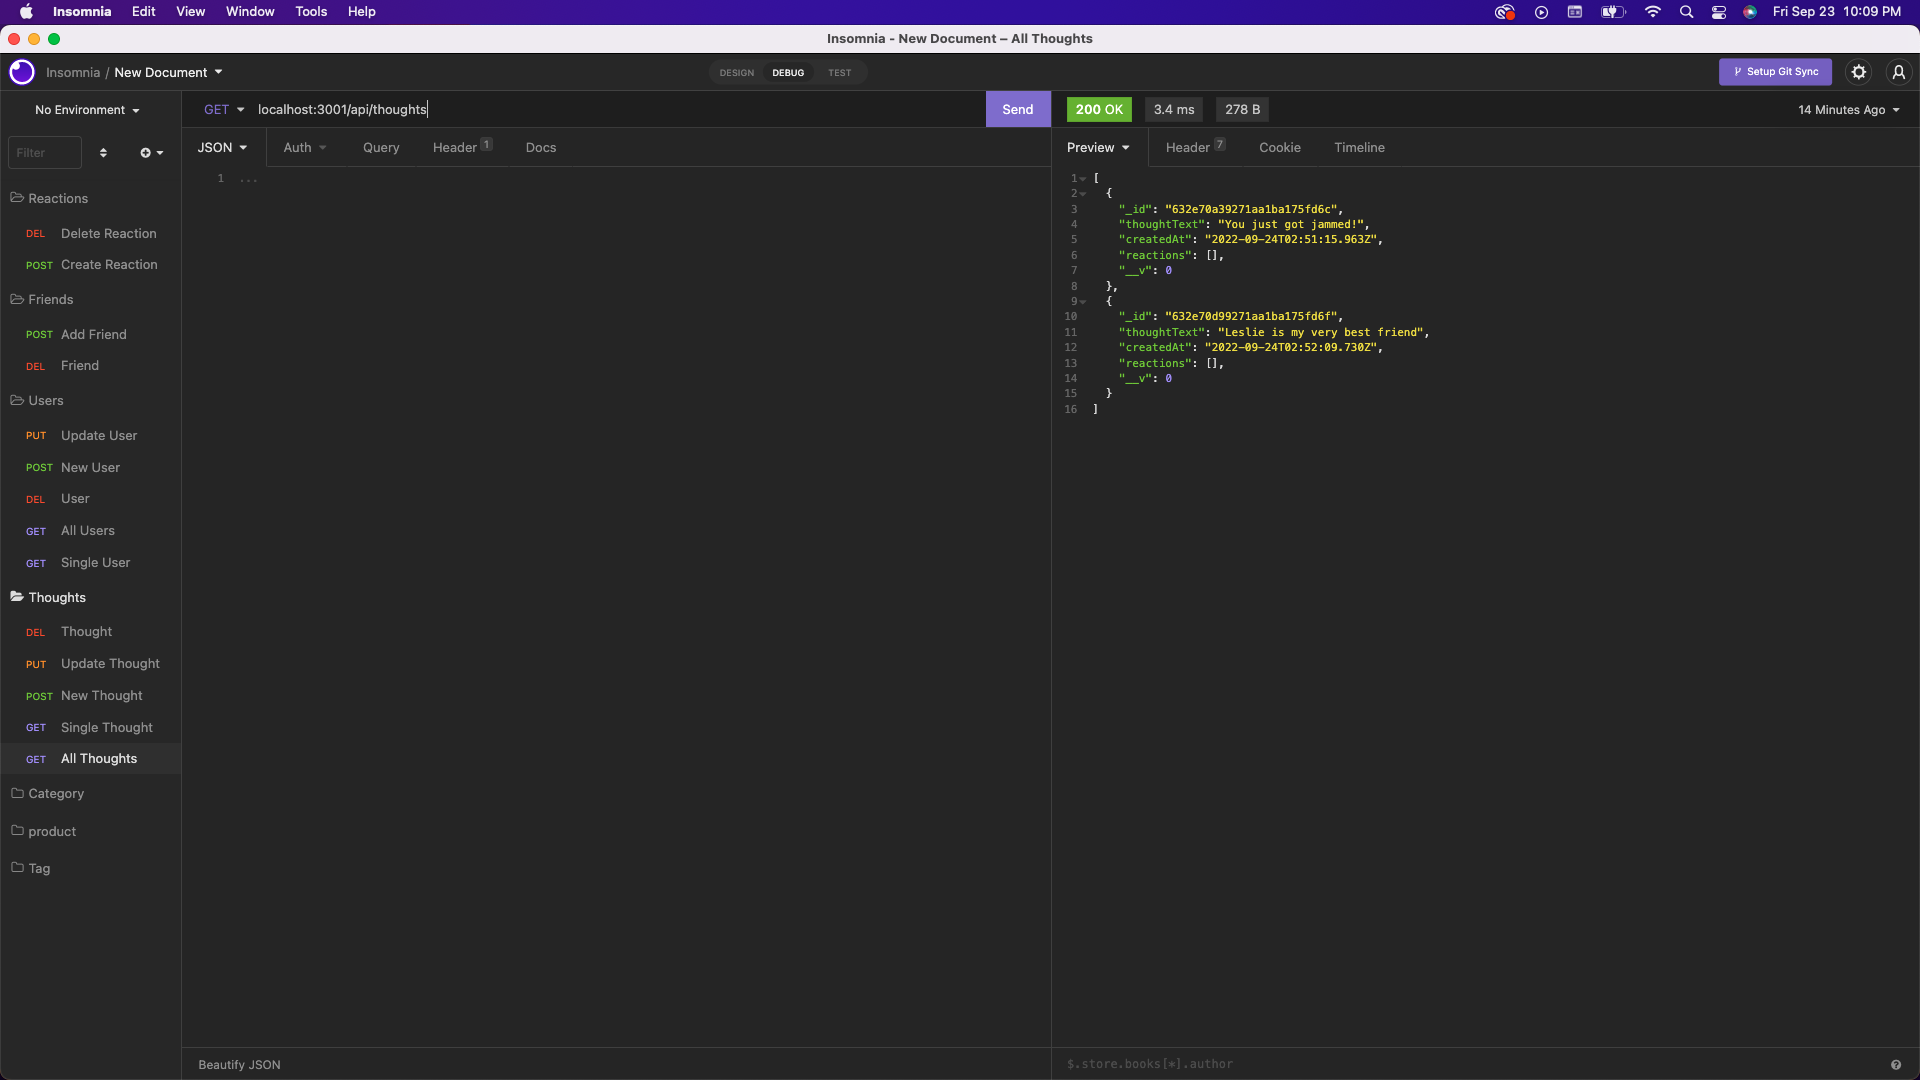 Insomnia Edit View Window Tools Help Fri Sep 23 10:09 PM
Insomnia - New Document – All Thoughts
Insomnia / New Document DESIGN DEBUG TEST Setup Git Sync
No Environment GET localhost:3001/api/thoughts Send 200 OK 3.4 ms 278 B 14 Minutes Ago
Filter
JSON Auth Query Header 1 Docs Preview Header 7 Cookie Timeline
Reactions
DEL Delete Reaction
POST Create Reaction
Friends
POST Add Friend
DEL Friend
Users
PUT Update User
POST New User
DEL User
GET All Users
GET Single User
Thoughts
DEL Thought
PUT Update Thought
POST New Thought
GET Single Thought
GET All Thoughts
Category
product
Tag
1 ...
Beautify JSON
1 [
2 {
3 "_id": "632e70a39271aa1ba175fd6c",
4 "thoughtText": "You just got jammed!",
5 "createdAt": "2022-09-24T02:51:15.963Z",
6 "reactions": [],
7 "__v": 0
8 },
9 {
10 "_id": "632e70d99271aa1ba175fd6f",
11 "thoughtText": "Leslie is my very best friend",
12 "createdAt": "2022-09-24T02:52:09.730Z",
13 "reactions": [],
14 "__v": 0
15 }
16 ]
$.store.books[*].author